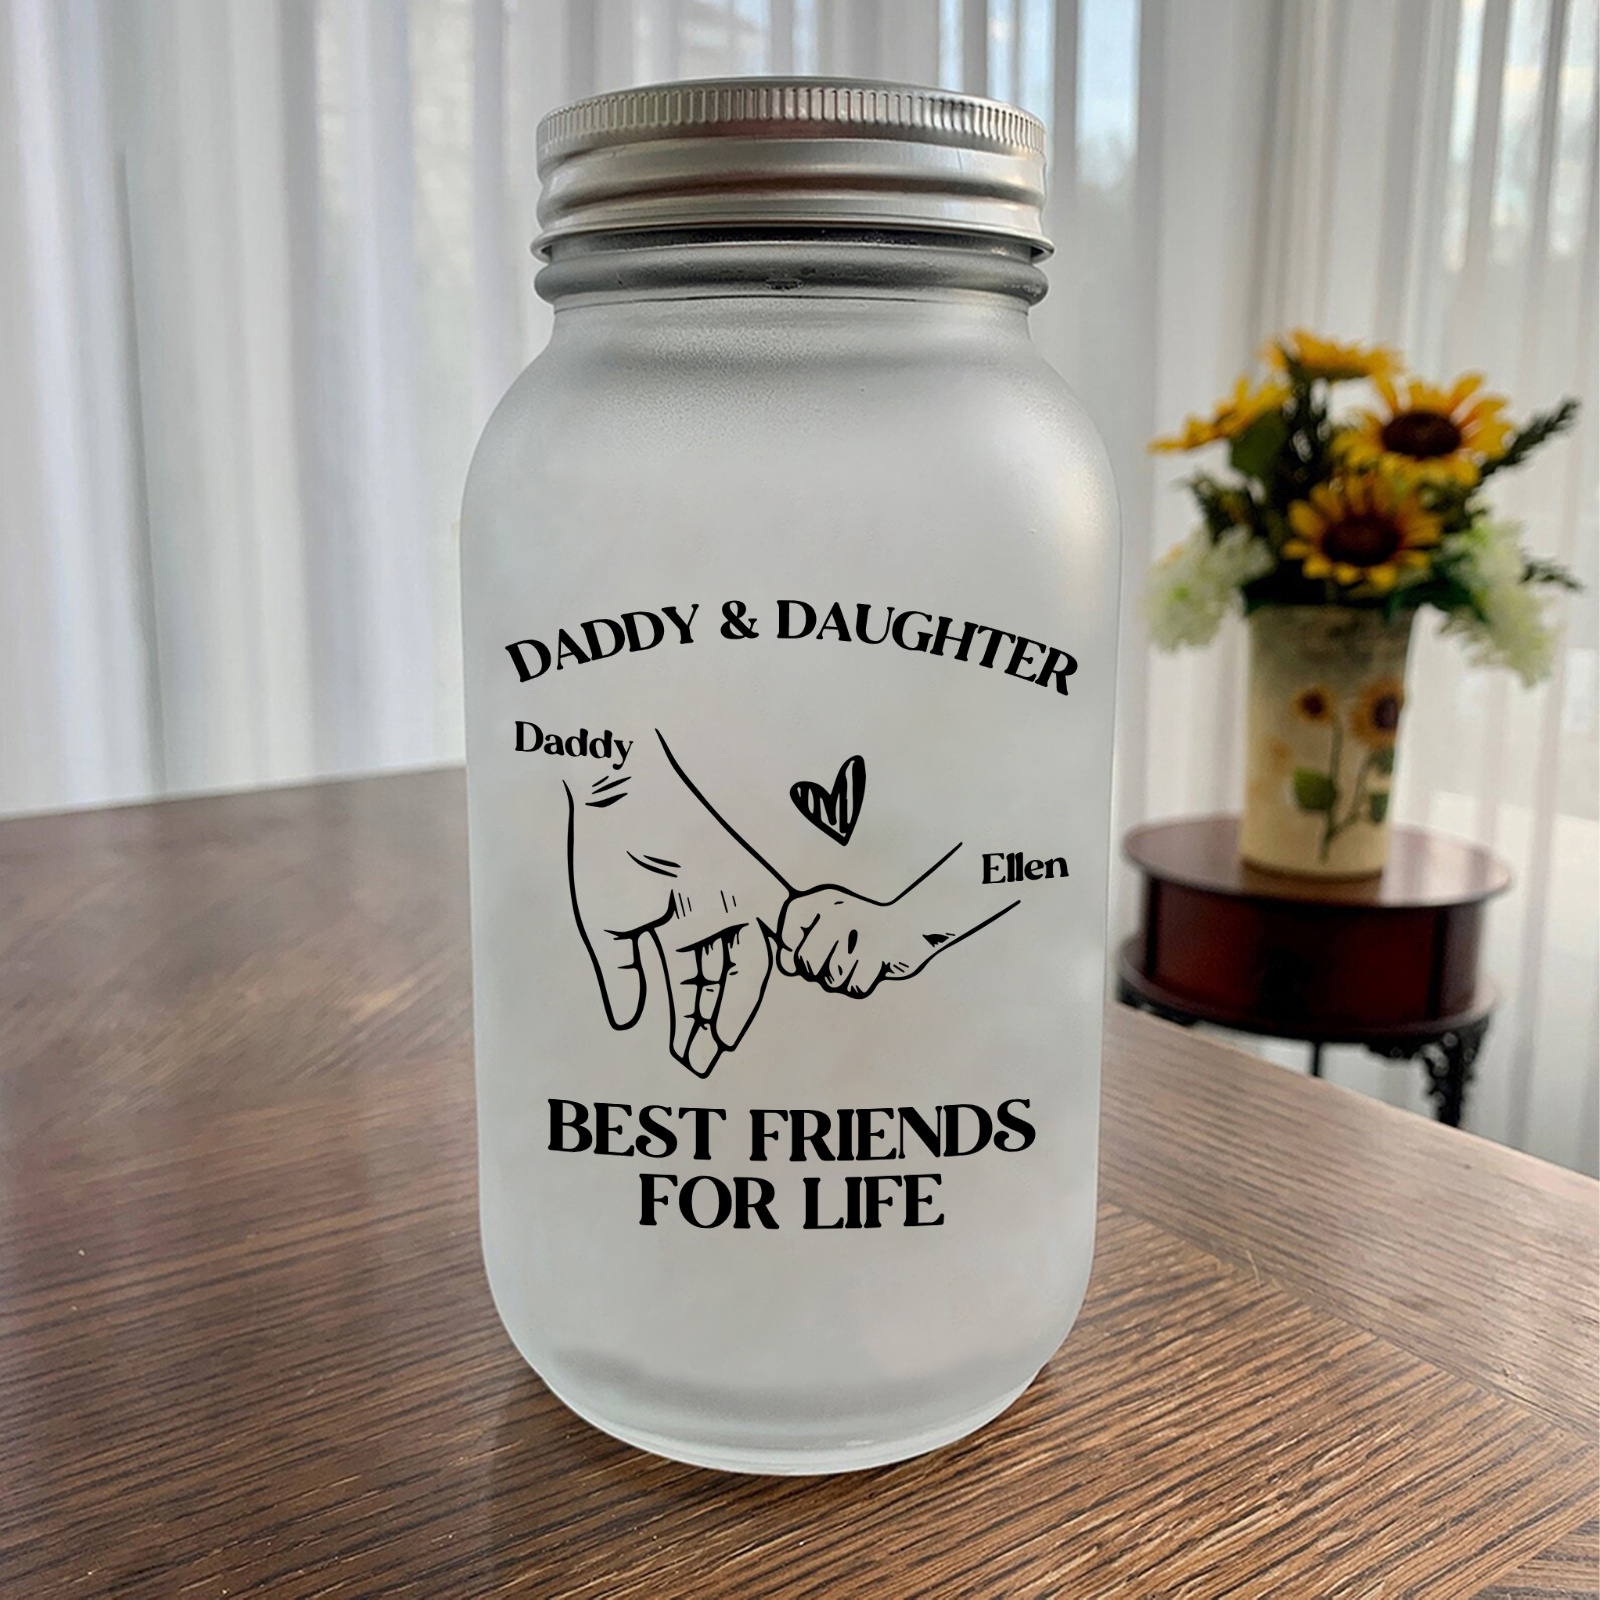 DADDY & DAUGHTER
Daddy
Ellen
BEST FRIENDS
FOR LIFE